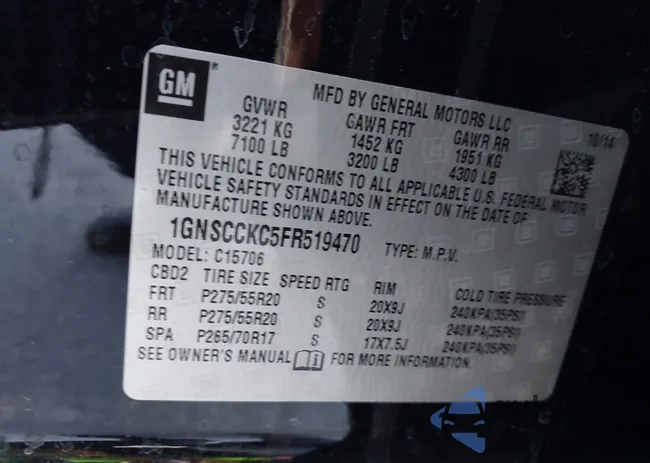 GM
MFD BY GENERAL MOTORS LLC
10/14
GVWR GAWR FRT GAWR RR
3221 KG 1452 KG 1951 KG
7100 LB 3200 LB 4300 LB
THIS VEHICLE CONFORMS TO ALL APPLICABLE U.S. FEDERAL MOTOR
VEHICLE SAFETY STANDARDS IN EFFECT ON THE DATE OF
MANUFACTURE SHOWN ABOVE.
1GNSCCKC5FR519470 TYPE: M.P.V.
MODEL: C15706
CBD2 TIRE SIZE SPEED RTG RIM COLD TIRE PRESSURE
FRT P275/55R20 S 20X9J 240KPA(35PSI)
RR P275/55R20 S 20X9J 240KPA(35PSI)
SPA P265/70R17 S 17X7.5J 240KPA(35PSI)
SEE OWNER'S MANUAL FOR MORE INFORMATION.